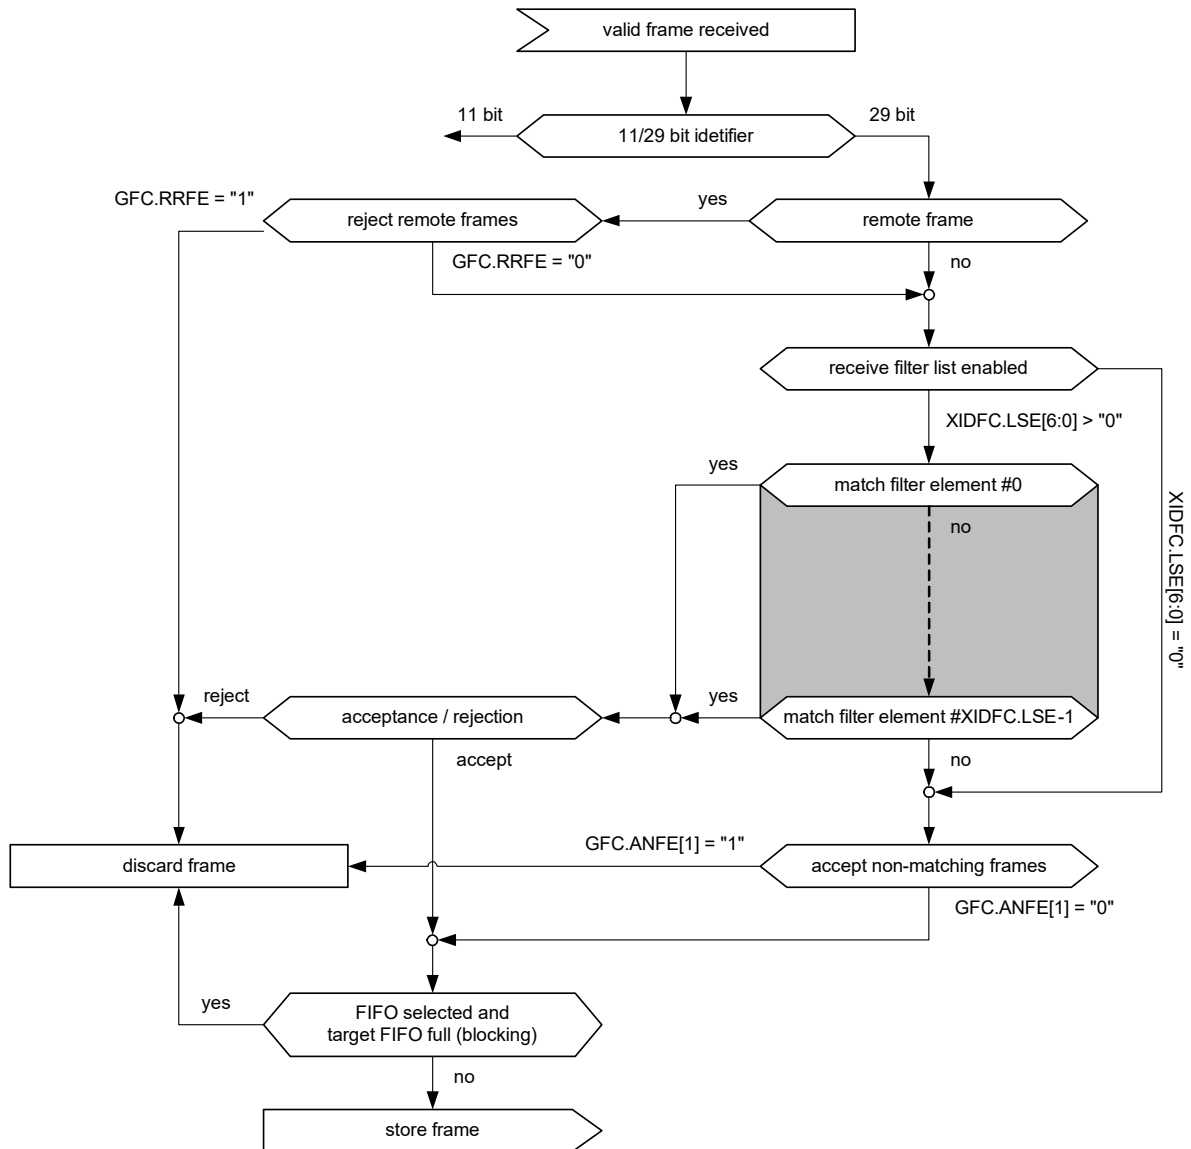 valid frame received
11 bit
29 bit
11/29 bit idetifier
GFC.RRFE = "1"
yes
reject remote frames
remote frame
GFC.RRFE = "0"
no
receive filter list enabled
XIDFC.LSE[6:0] > "0"
yes
match filter element #0
XIDFC.LSE[6:0] = "0"
no
reject
yes
acceptance / rejection
match filter element #XIDFC.LSE-1
accept
no
GFC.ANFE[1] = "1"
discard frame
accept non-matching frames
GFC.ANFE[1] = "0"
yes
FIFO selected and
target FIFO full (blocking)
no
store frame